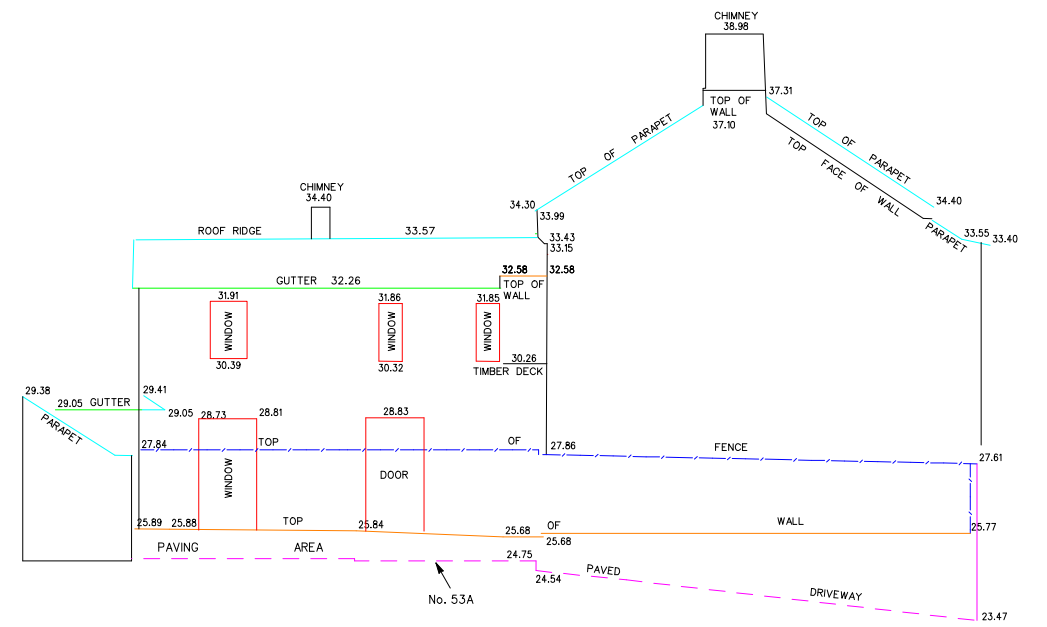 CHIMNEY
38.98
37.31
TOP OF
WALL
37.10
TOP OF PARAPET
TOP OF PARAPET
TOP FACE OF WALL
34.40
PARAPET
33.55
33.40
CHIMNEY
34.40
34.30
33.99
33.43
33.15
ROOF RIDGE
33.57
32.58
32.58
GUTTER 32.26
TOP OF
WALL
31.91
31.86
31.85
WINDOW
WINDOW
WINDOW
30.39
30.32
30.26
TIMBER DECK
29.38
29.05
GUTTER
29.41
29.05
28.73
28.81
28.83
PARAPET
27.84
TOP
OF
27.86
FENCE
27.61
WINDOW
DOOR
25.89
25.88
TOP
25.84
25.68
OF
25.68
WALL
25.77
PAVING
AREA
24.75
24.54
PAVED
DRIVEWAY
23.47
No. 53A